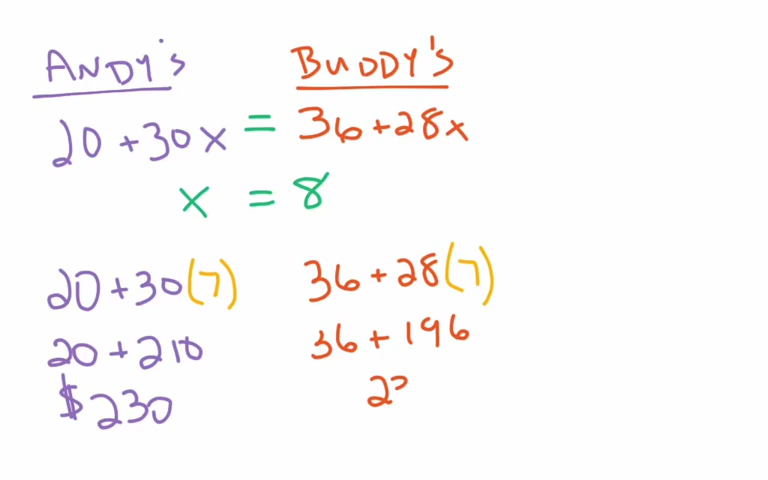 ANDY's BUDDY's
20 + 30x = 36 + 28x
x = 8
20 + 30(7) 36 + 28(7)
20 + 210 36 + 196
$230